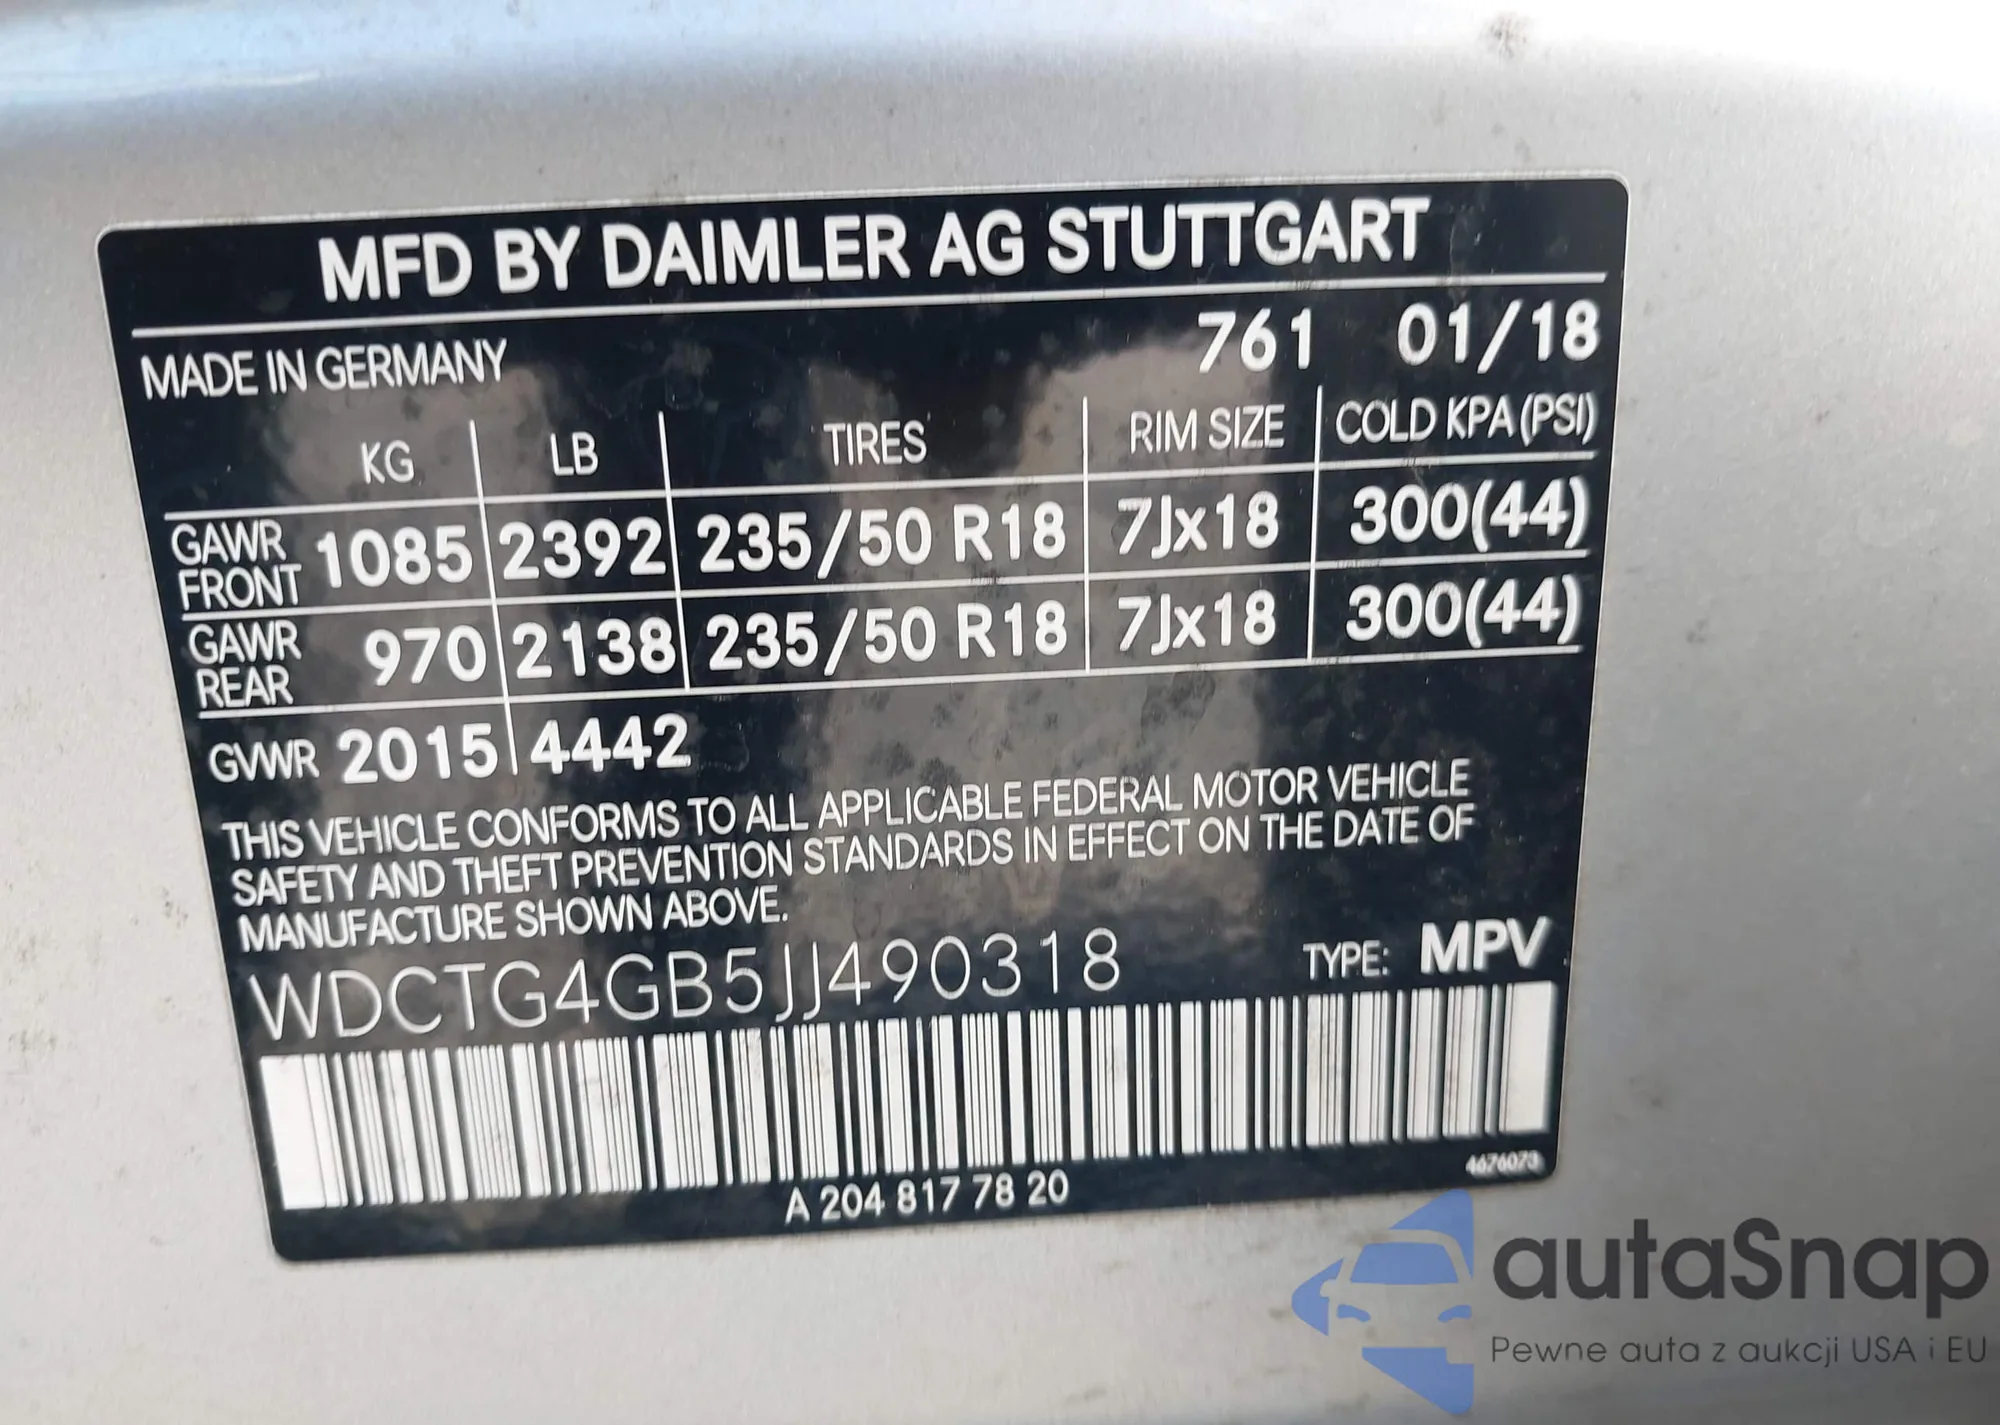 MFD BY DAIMLER AG STUTTGART
MADE IN GERMANY 761 01/18
KG LB TIRES RIM SIZE COLD KPA (PSI)
GAWR FRONT 1085 2392 235/50 R18 7Jx18 300(44)
GAWR REAR 970 2138 235/50 R18 7Jx18 300(44)
GVWR 2015 4442
THIS VEHICLE CONFORMS TO ALL APPLICABLE FEDERAL MOTOR VEHICLE
SAFETY AND THEFT PREVENTION STANDARDS IN EFFECT ON THE DATE OF
MANUFACTURE SHOWN ABOVE.
WDCTG4GB5JJ490318 TYPE: MPV
4676073
A 204 817 78 20
autaSnap
Pewne auta z aukcji USA i EU